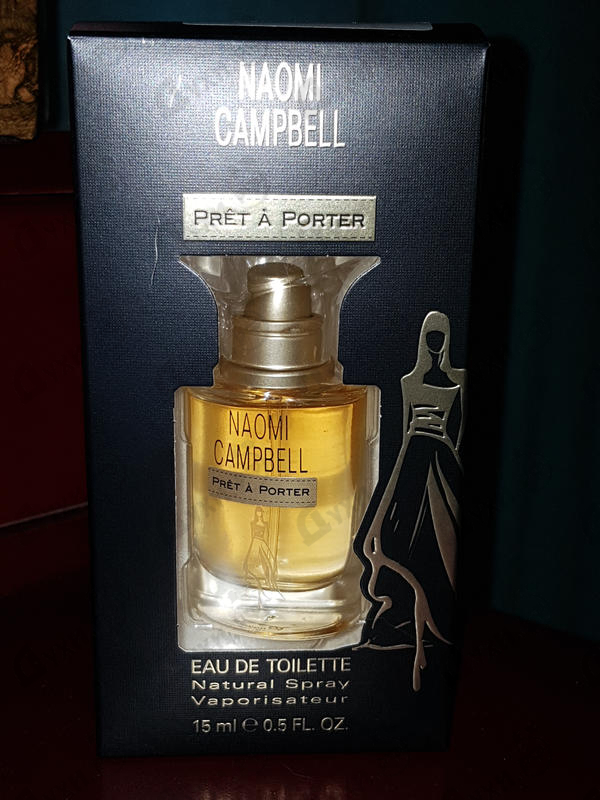 NAOMI
CAMPBELL
PRÊT À PORTER
NAOMI
CAMPBELL
PRÊT À PORTER
EAU DE TOILETTE
Natural Spray
Vaporisateur
15 ml ℮ 0.5 FL. OZ.